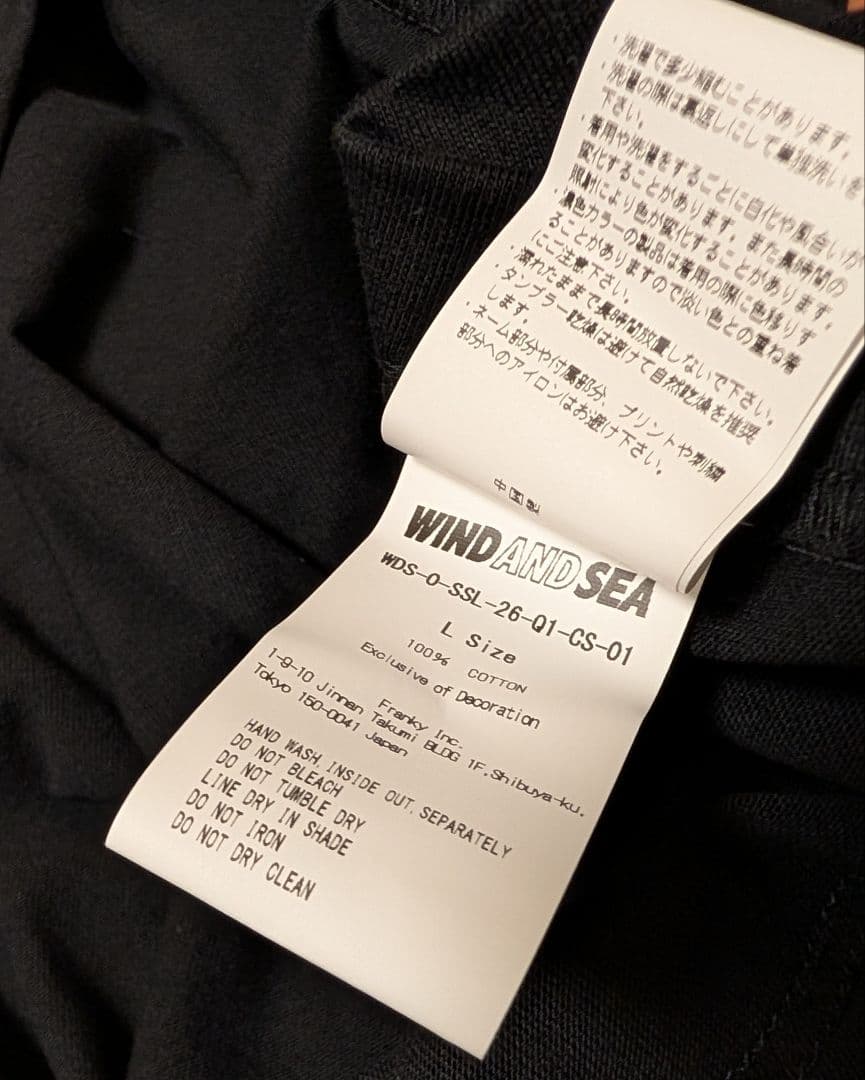 ・洗濯で多少縮むことがあります。
・洗濯の際は裏返しにして単独洗いを
下さい。
・着用や洗濯をするごとに白化や風合いが
変化することがあります。また長時間の
照射により色が変化することがあります。
・濃色カラーの製品は着用の際に色移りす
ることがありますので淡い色との重ね着
にご注意下さい。
・濡れたままで長時間放置しないで下さい。
・タンブラー乾燥は避けて自然乾燥を推奨
します。
・ネーム部分や付属部分、プリントや刺繍
部分へのアイロンはお避け下さい。
中国製
WIND AND SEA
WDS-O-SSL-26-Q1-CS-01
L Size
100% COTTON
Exclusive of Decoration
Franky Inc.
1-9-10 Jinnan Takumi BLDG 1F,Shibuya-ku.
Tokyo 150-0041 Japan
HAND WASH, INSIDE OUT, SEPARATELY
DO NOT BLEACH
DO NOT TUMBLE DRY
LINE DRY IN SHADE
DO NOT IRON
DO NOT DRY CLEAN